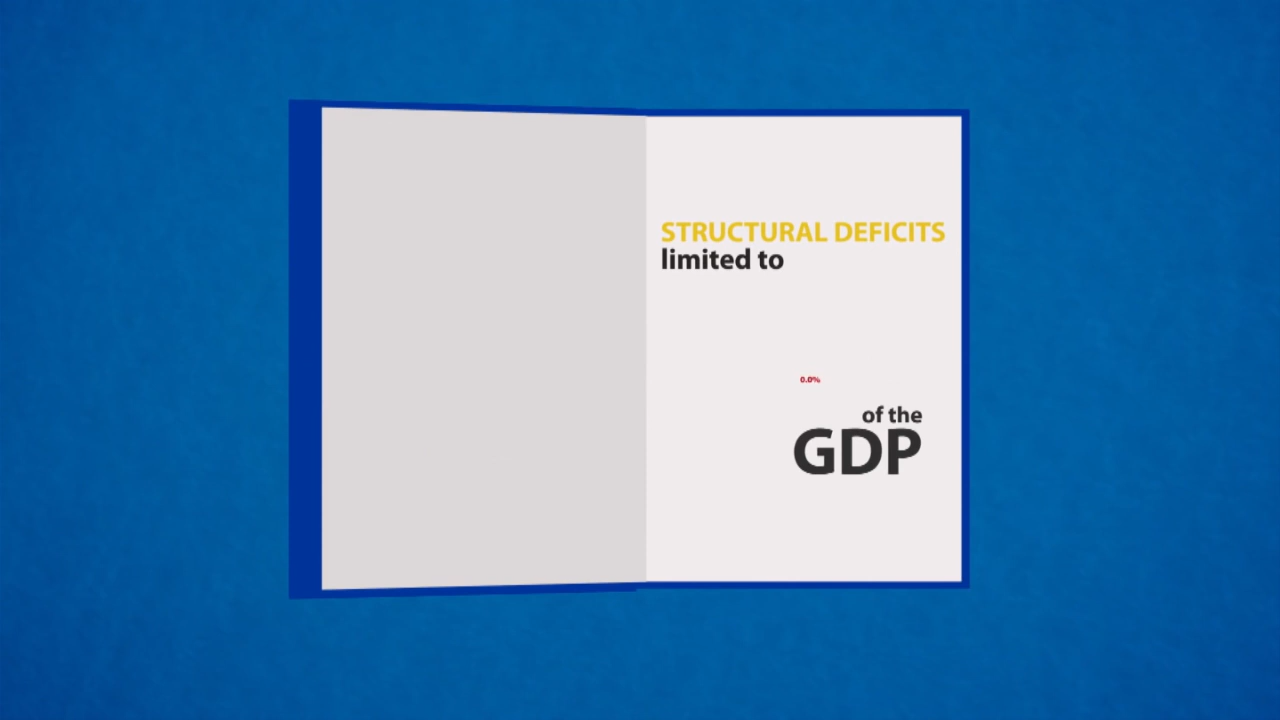 STRUCTURAL DEFICITS
limited to
0.0%
of the
GDP